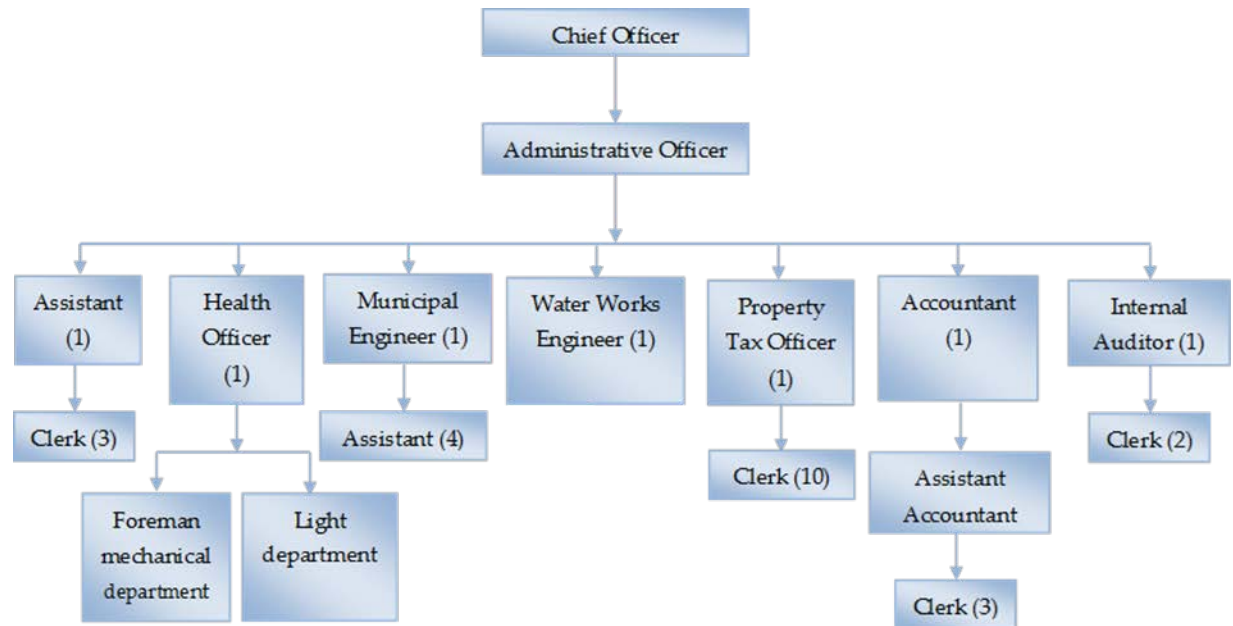 Chief Officer
Administrative Officer
Assistant
(1)
Health
Officer
(1)
Municipal
Engineer (1)
Water Works
Engineer (1)
Property
Tax Officer
(1)
Accountant
(1)
Internal
Auditor (1)
Clerk (3)
Assistant (4)
Clerk (10)
Clerk (2)
Foreman
mechanical
department
Light
department
Assistant
Accountant
Clerk (3)